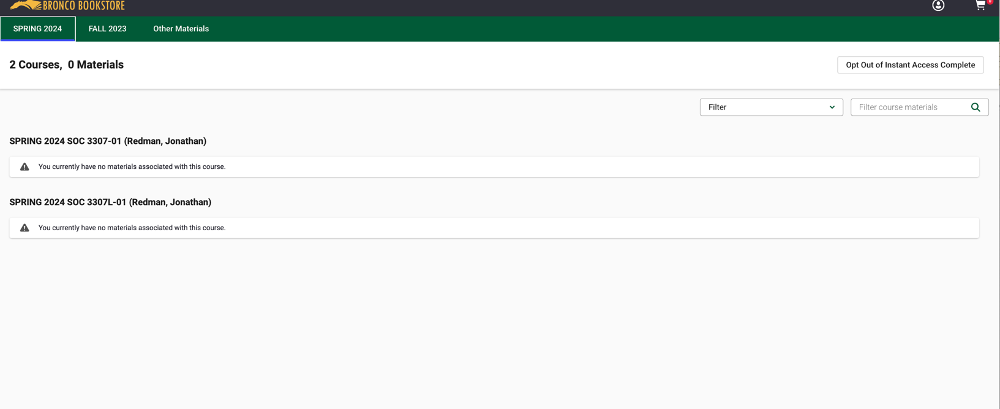 BRONCO BOOKSTORE
0
SPRING 2024 FALL 2023 Other Materials
2 Courses, 0 Materials
Opt Out of Instant Access Complete
Filter
Filter course materials
SPRING 2024 SOC 3307-01 (Redman, Jonathan)
You currently have no materials associated with this course.
SPRING 2024 SOC 3307L-01 (Redman, Jonathan)
You currently have no materials associated with this course.